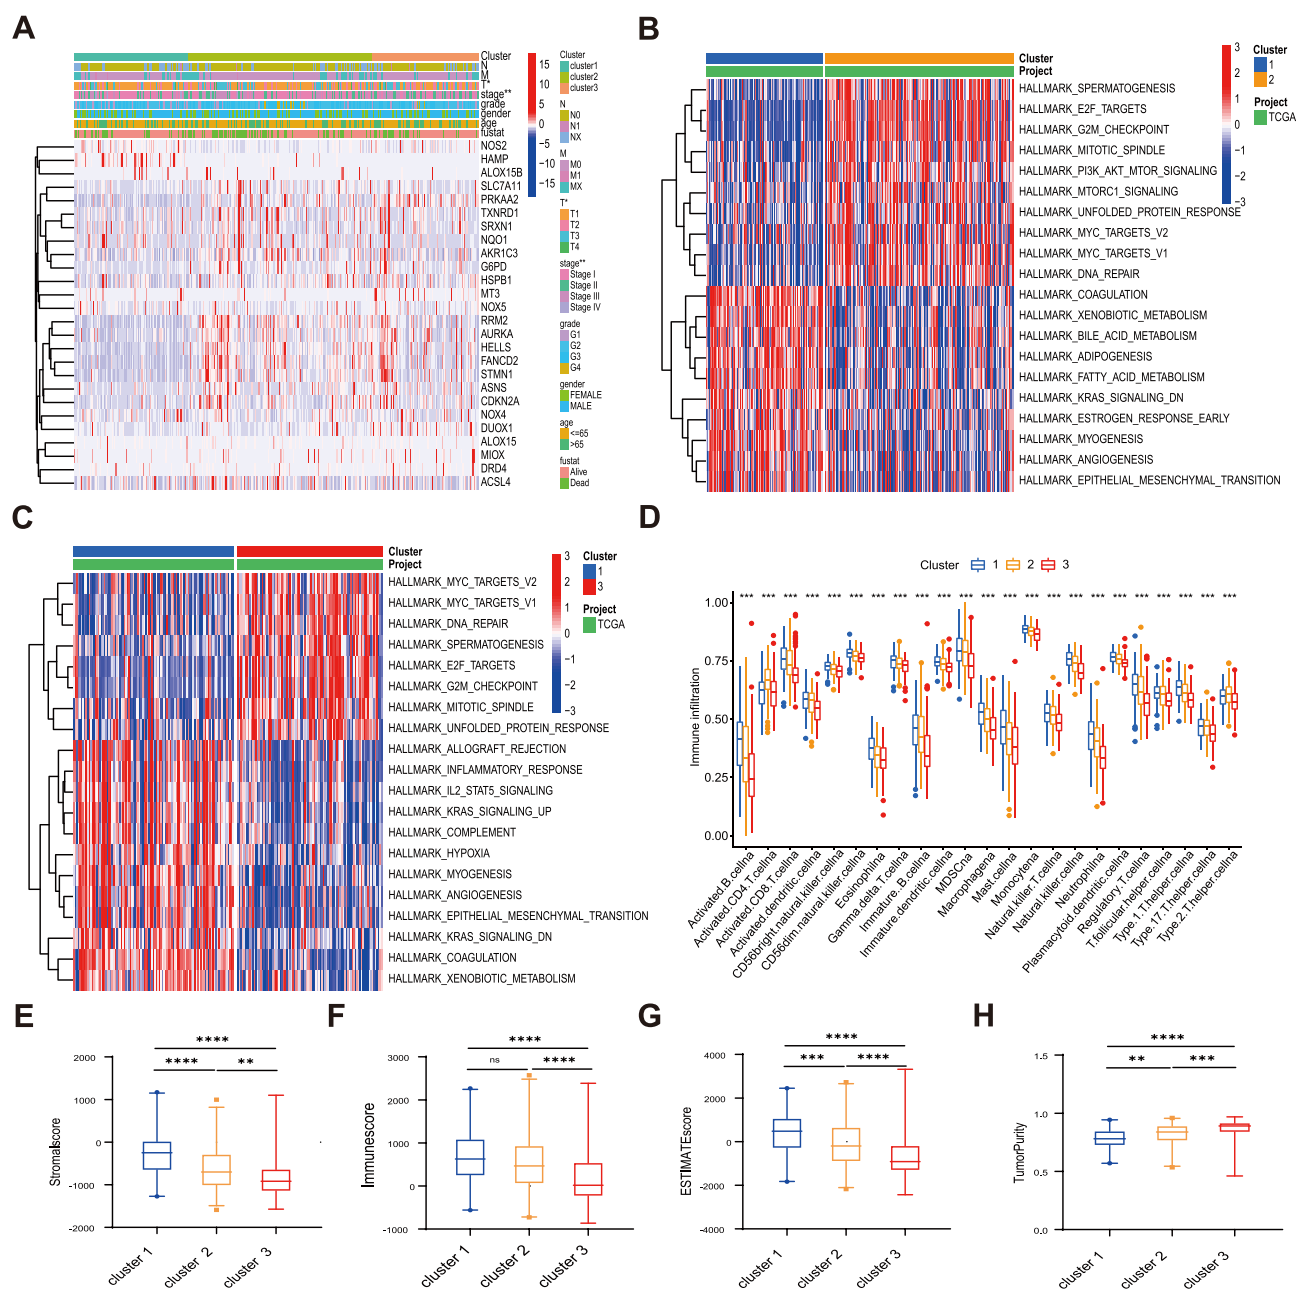 A
Cluster
N
M
T*
stage**
grade
gender
age
fustat
NOS2
HAMP
ALOX15B
SLC7A11
PRKAA2
TXNRD1
SRXN1
NQO1
AKR1C3
G6PD
HSPB1
MT3
NOX5
RRM2
AURKA
HELLS
FANCD2
STMN1
ASNS
CDKN2A
NOX4
DUOX1
ALOX15
MIOX
DRD4
ACSL4
15
10
5
0
−5
−10
−15
Cluster
cluster1
cluster2
cluster3
N
N0
N1
NX
M
M0
M1
MX
T*
T1
T2
T3
T4
stage**
Stage I
Stage II
Stage III
Stage IV
grade
G1
G2
G3
G4
gender
FEMALE
MALE
age
<=65
>65
fustat
Alive
Dead
B
Cluster
Project
HALLMARK_SPERMATOGENESIS
HALLMARK_E2F_TARGETS
HALLMARK_G2M_CHECKPOINT
HALLMARK_MITOTIC_SPINDLE
HALLMARK_PI3K_AKT_MTOR_SIGNALING
HALLMARK_MTORC1_SIGNALING
HALLMARK_UNFOLDED_PROTEIN_RESPONSE
HALLMARK_MYC_TARGETS_V2
HALLMARK_MYC_TARGETS_V1
HALLMARK_DNA_REPAIR
HALLMARK_COAGULATION
HALLMARK_XENOBIOTIC_METABOLISM
HALLMARK_BILE_ACID_METABOLISM
HALLMARK_ADIPOGENESIS
HALLMARK_FATTY_ACID_METABOLISM
HALLMARK_KRAS_SIGNALING_DN
HALLMARK_ESTROGEN_RESPONSE_EARLY
HALLMARK_MYOGENESIS
HALLMARK_ANGIOGENESIS
HALLMARK_EPITHELIAL_MESENCHYMAL_TRANSITION
3
2
1
0
−1
−2
−3
Cluster
1
2
Project
TCGA
C
Cluster
Project
HALLMARK_MYC_TARGETS_V2
HALLMARK_MYC_TARGETS_V1
HALLMARK_DNA_REPAIR
HALLMARK_SPERMATOGENESIS
HALLMARK_E2F_TARGETS
HALLMARK_G2M_CHECKPOINT
HALLMARK_MITOTIC_SPINDLE
HALLMARK_UNFOLDED_PROTEIN_RESPONSE
HALLMARK_ALLOGRAFT_REJECTION
HALLMARK_INFLAMMATORY_RESPONSE
HALLMARK_IL2_STAT5_SIGNALING
HALLMARK_KRAS_SIGNALING_UP
HALLMARK_COMPLEMENT
HALLMARK_HYPOXIA
HALLMARK_MYOGENESIS
HALLMARK_ANGIOGENESIS
HALLMARK_EPITHELIAL_MESENCHYMAL_TRANSITION
HALLMARK_KRAS_SIGNALING_DN
HALLMARK_COAGULATION
HALLMARK_XENOBIOTIC_METABOLISM
3
2
1
0
−1
−2
−3
Cluster
1
3
Project
TCGA
D
Cluster 1 2 3
*** *** *** *** *** *** *** *** *** *** *** *** *** *** *** *** *** *** *** *** *** *** ***
Immune infiltration
1.00
0.75
0.50
0.25
0.00
Activated.B.cellna
Activated.CD4.T.cellna
Activated.CD8.T.cellna
Activated.dendritic.cellna
CD56bright.natural.killer.cellna
CD56dim.natural.killer.cellna
Eosinophilna
Gamma.delta.T.cellna
Immature..B.cellna
Immature.dendritic.cellna
MDSCna
Macrophagena
Mast.cellna
Monocytena
Natural.killer.T.cellna
Natural.killer.cellna
Neutrophilna
Plasmacytoid.dendritic.cellna
Regulatory.T.cellna
T.follicular.helper.cellna
Type.1.T.helper.cellna
Type.17.T.helper.cellna
Type.2.T.helper.cellna
E
Stromalscore
2000
1000
0
-1000
-2000
****
**** **
cluster 1
cluster 2
cluster 3
F
Immunescore
3000
2000
1000
0
-1000
****
ns ****
cluster 1
cluster 2
cluster 3
G
ESTIMATEscore
4000
2000
0
-2000
-4000
****
*** ****
cluster 1
cluster 2
cluster 3
H
TumorPurity
1.5
1.0
0.5
0.0
****
** ***
cluster 1
cluster 2
cluster 3